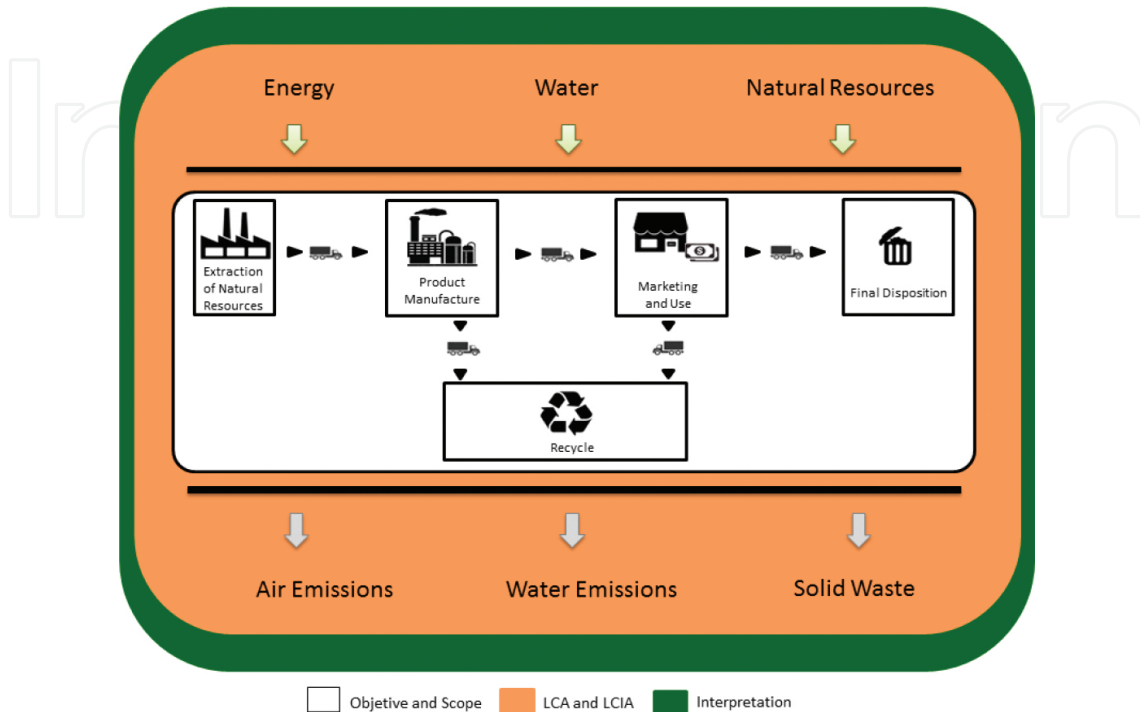 Energy
Water
Natural Resources
Extraction
of Natural
Resources
Product
Manufacture
$
Marketing
and Use
Final Disposition
Recycle
Air Emissions
Water Emissions
Solid Waste
Objetive and Scope
LCA and LCIA
Interpretation